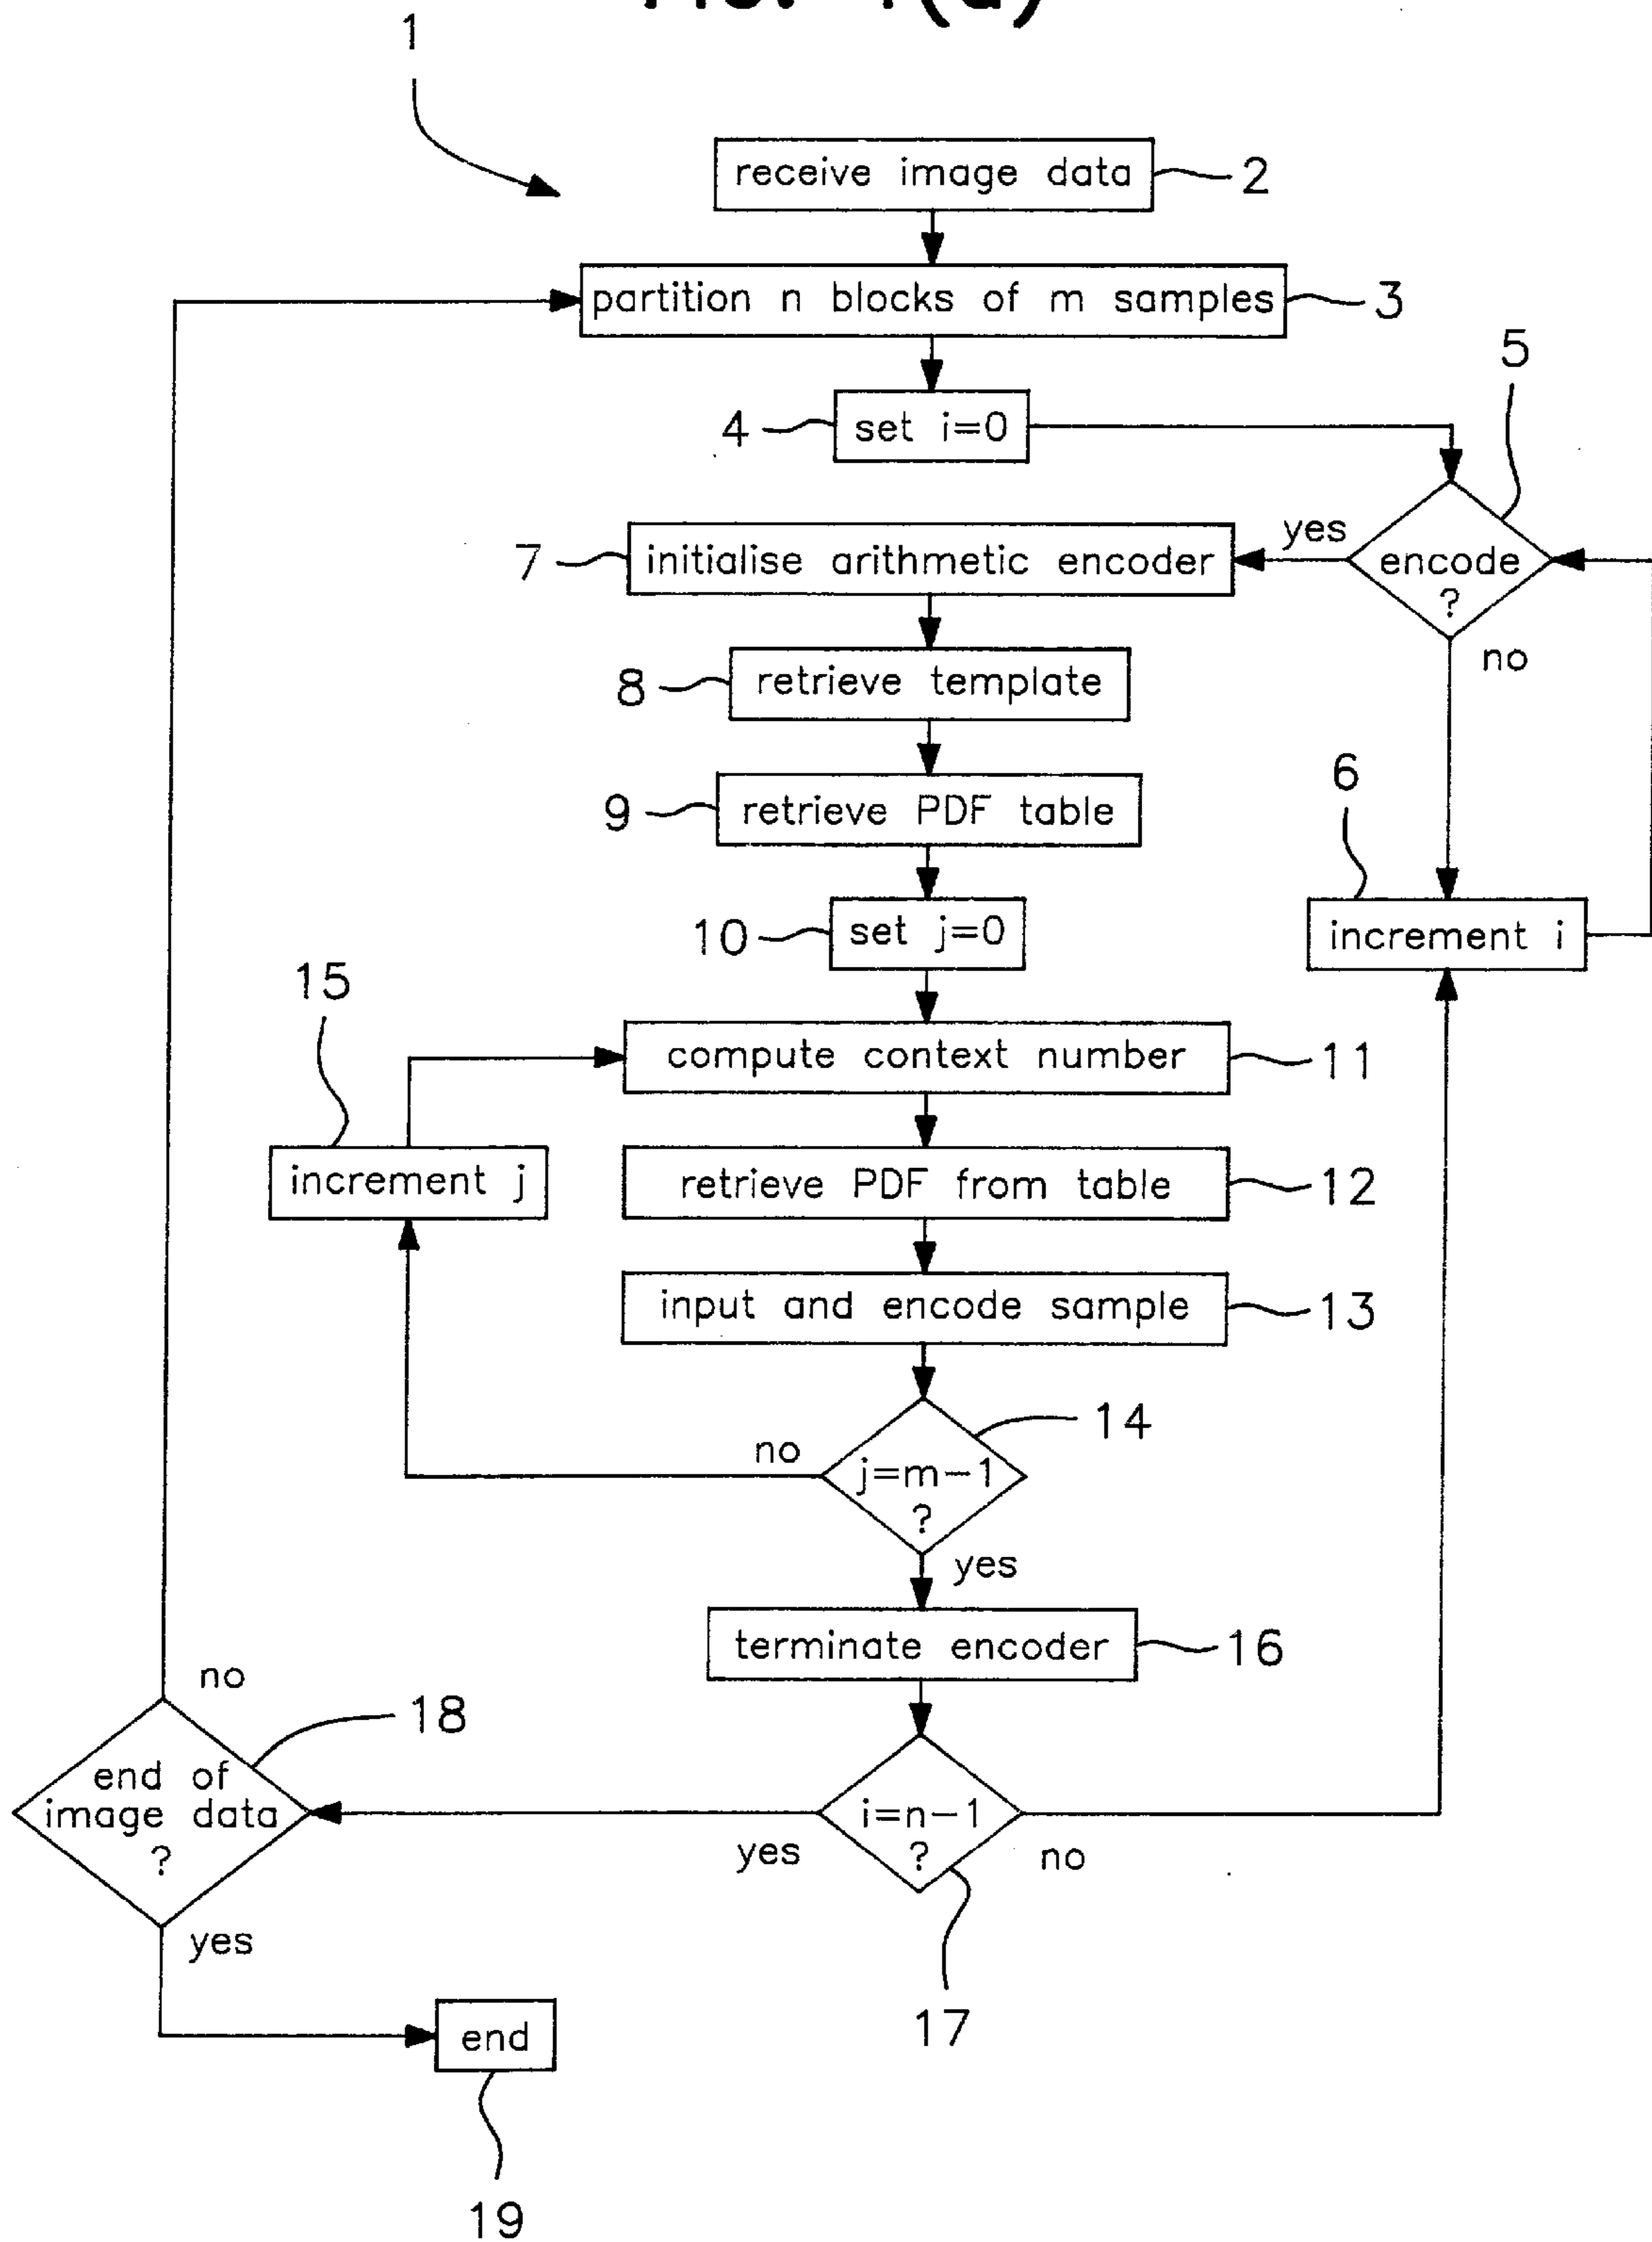 1
receive image data
2
partition n blocks of m samples
3
4
set i=0
5
7
initialise arithmetic encoder
yes
encode
?
no
8
retrieve template
9
retrieve PDF table
6
10
set j=0
increment i
15
compute context number
11
increment j
retrieve PDF from table
12
input and encode sample
13
14
no
j=m-1
?
yes
terminate encoder
16
no
18
end of
image data
?
i=n-1
?
yes
no
yes
17
end
19